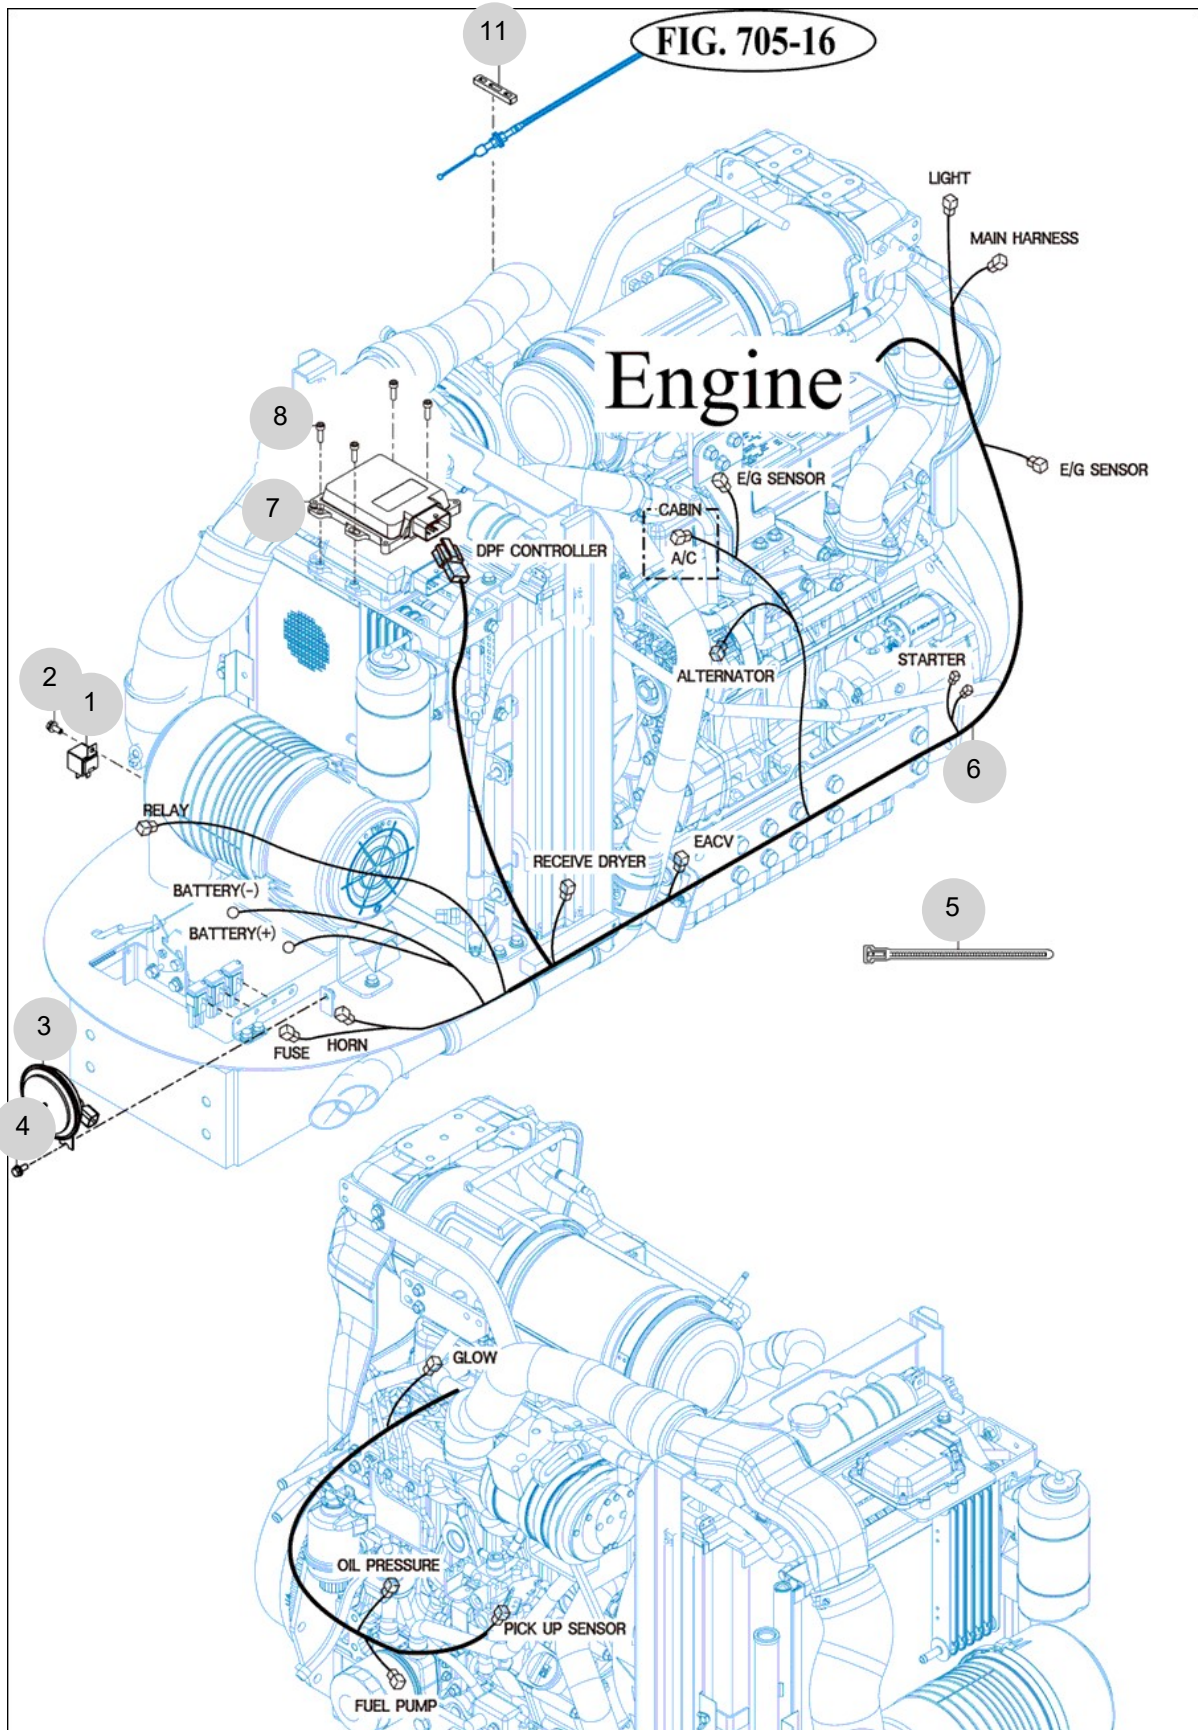 11
FIG. 705-16
LIGHT
MAIN HARNESS
Engine
8
E/G SENSOR
E/G SENSOR
7
CABIN
A/C
DPF CONTROLLER
STARTER
ALTERNATOR
2
1
6
RELAY
EACV
RECEIVE DRYER
BATTERY(-)
5
BATTERY(+)
3
HORN
FUSE
4
GLOW
OIL PRESSURE
PICK UP SENSOR
FUEL PUMP